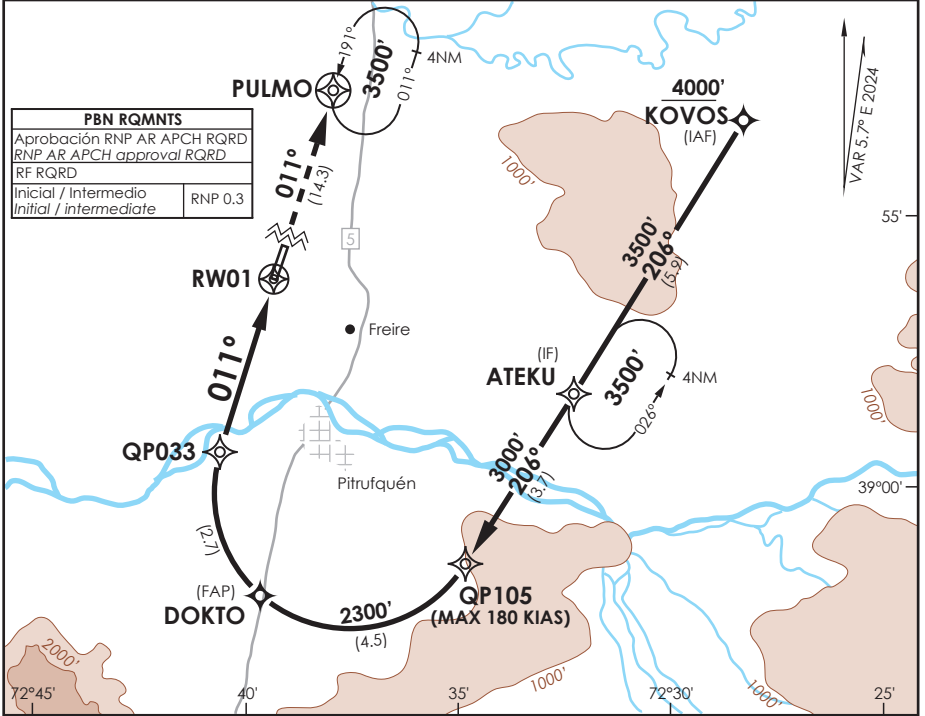 191°
3500'
011°
4NM
PULMO
4000'
KOVOS
(IAF)
VAR 5.7° E 2024
PBN RQMNTS
Aprobación RNP AR APCH RQRD
RNP AR APCH approval RQRD
RF RQRD
Inicial / Intermedio
Initial / intermediate
RNP 0.3
1000'
011°
(14.3)
55'
5
3500'
206°
(5.9)
RW01
Freire
(IF)
ATEKU
3500'
4NM
026°
011°
1000'
QP033
3000'
206°
(3.7)
Pitrufquén
39°00'
(2.7)
(FAP)
DOKTO
2300'
(4.5)
QP105
(MAX 180 KIAS)
2000'
1000'
1000'
72°45'
40'
35'
72°30'
25'